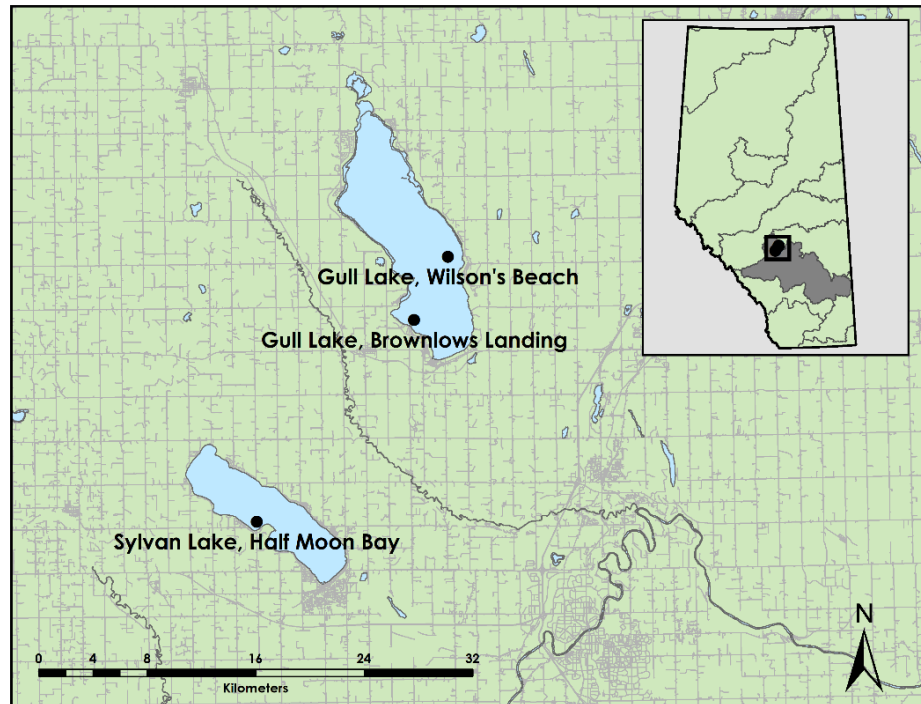 Gull Lake, Wilson's Beach
Gull Lake, Brownlows Landing
Sylvan Lake, Half Moon Bay
N
0 4 8 16 24 32
Kilometers